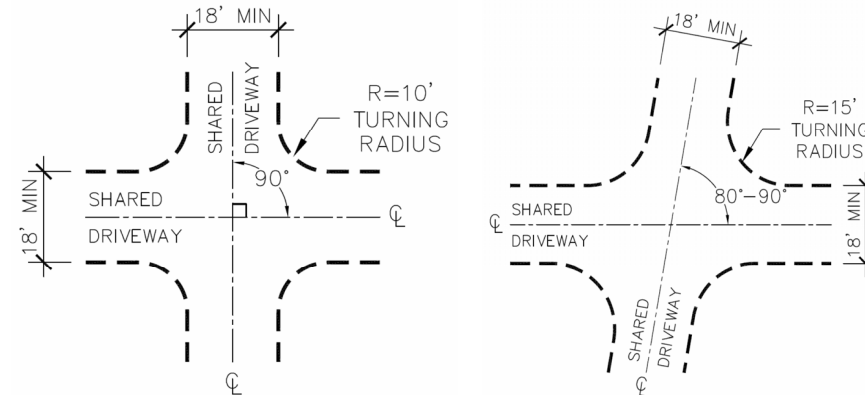 18' MIN
SHARED
DRIVEWAY
R=10'
TURNING
RADIUS
90°
18' MIN
SHARED
DRIVEWAY
℄
℄
18' MIN
R=15'
TURNING
RADIUS
80°-90°
18' MIN
℄
SHARED
DRIVEWAY
SHARED
DRIVEWAY
℄